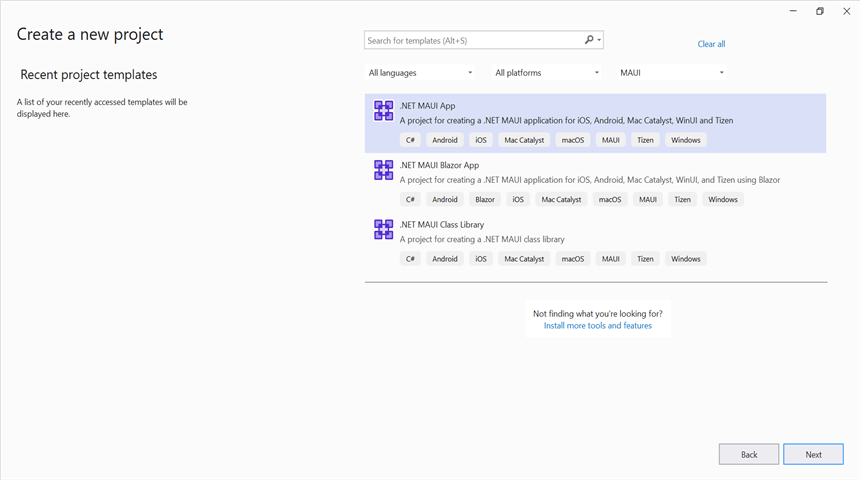 Create a new project
Search for templates (Alt+S)
Clear all
Recent project templates
All languages
All platforms
MAUI
A list of your recently accessed templates will be
displayed here.
.NET MAUI App
A project for creating a .NET MAUI application for iOS, Android, Mac Catalyst, WinUI and Tizen
C# Android iOS Mac Catalyst macOS MAUI Tizen Windows
.NET MAUI Blazor App
A project for creating a .NET MAUI application for iOS, Android, Mac Catalyst, WinUI, and Tizen using Blazor
C# Android Blazor iOS Mac Catalyst macOS MAUI Tizen Windows
.NET MAUI Class Library
A project for creating a .NET MAUI class library
C# Android iOS Mac Catalyst macOS MAUI Tizen Windows
Not finding what you're looking for?
Install more tools and features
Back
Next